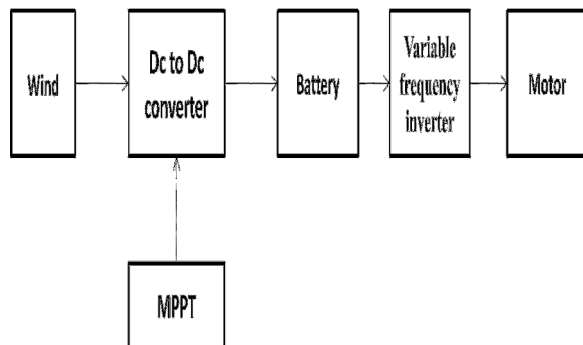 Wind
Dc to Dc
converter
Battery
Variable
frequency
inverter
Motor
MPPT